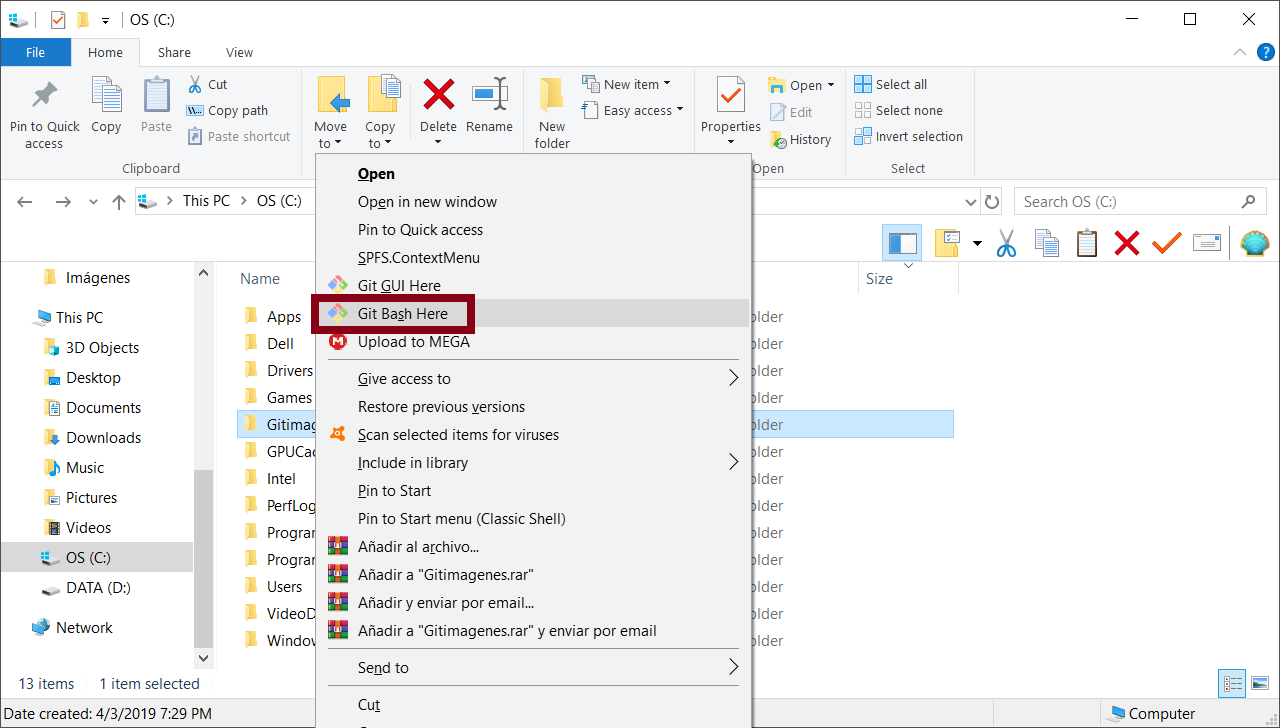 OS (C:)
File Home Share View
Pin to Quick access
Copy
Paste
Cut
Copy path
Paste shortcut
Clipboard
Move to
Copy to
Delete
Rename
New folder
New item
Easy access
Properties
Open
Edit
History
Open
Select all
Select none
Invert selection
Select
This PC OS (C:)
Search OS (C:)
Imágenes
This PC
3D Objects
Desktop
Documents
Downloads
Music
Pictures
Videos
OS (C:)
DATA (D:)
Network
Name Size
Apps older
Dell older
Drivers older
Games older
Gitimag older
GPUCac older
Intel older
PerfLog older
Program older
Program older
Users older
VideoD older
Window older
Open
Open in new window
Pin to Quick access
SPFS.ContextMenu
Git GUI Here
Git Bash Here
Upload to MEGA
Give access to
Restore previous versions
Scan selected items for viruses
Include in library
Pin to Start
Pin to Start menu (Classic Shell)
Añadir al archivo...
Añadir a "Gitimagenes.rar"
Añadir y enviar por email...
Añadir a "Gitimagenes.rar" y enviar por email
Send to
Cut
13 items 1 item selected
Date created: 4/3/2019 7:29 PM Computer